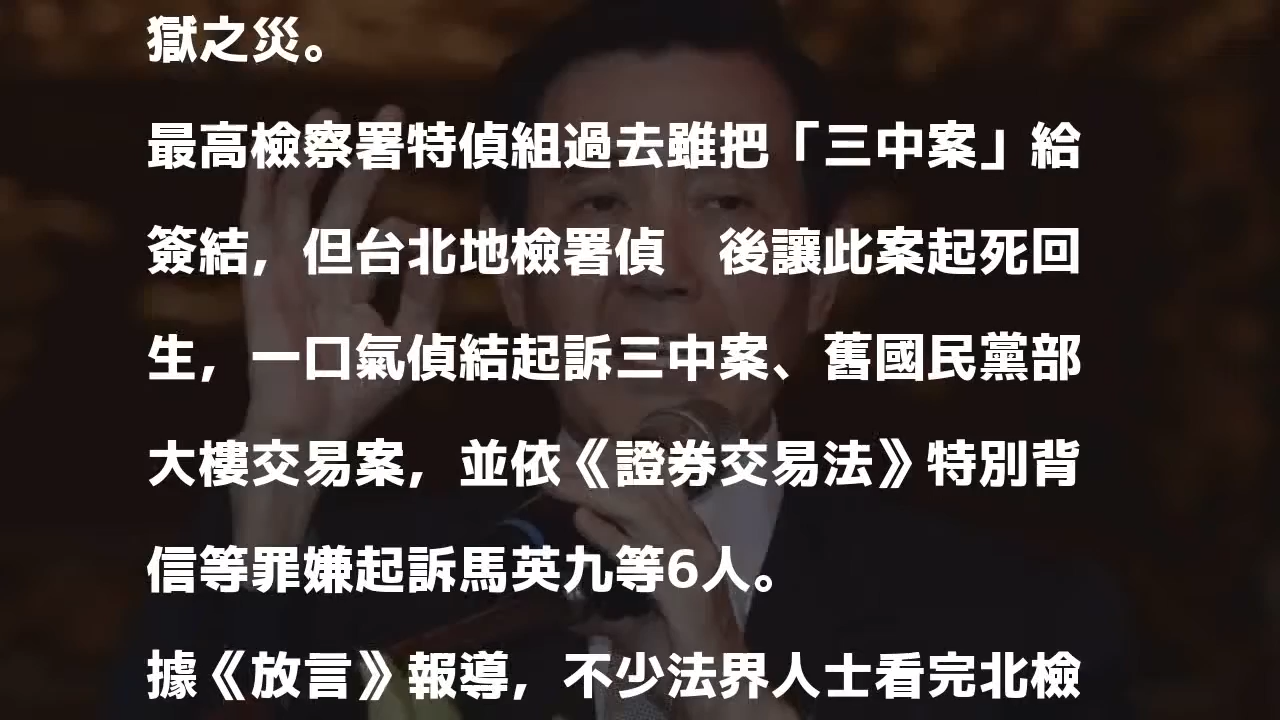 獄之災。
最高檢察署特偵組過去雖把「三中案」給
簽結，但台北地檢署偵　後讓此案起死回
生，一口氣偵結起訴三中案、舊國民黨部
大樓交易案，並依《證券交易法》特別背
信等罪嫌起訴馬英九等6人。
據《放言》報導，不少法界人士看完北檢